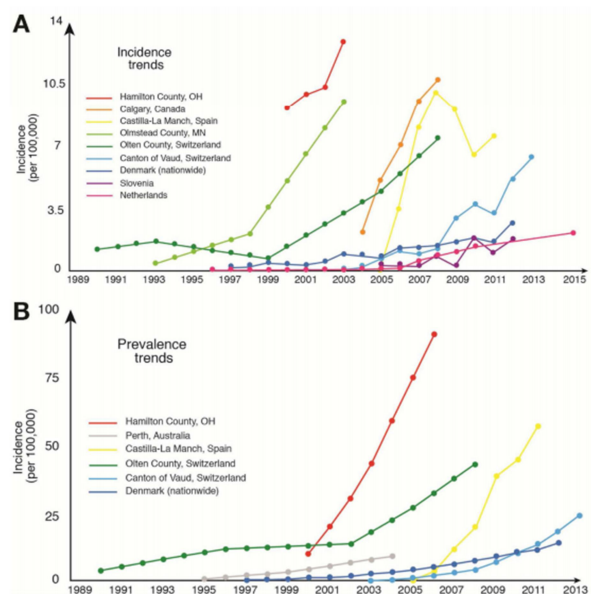 A
14
10.5
7
3.5
0
Incidence
(per 100,000)
Incidence
trends
Hamilton County, OH
Calgary, Canada
Castilla-La Manch, Spain
Olmstead County, MN
Olten County, Switzerland
Canton of Vaud, Switzerland
Denmark (nationwide)
Slovenia
Netherlands
1989 1991 1993 1995 1997 1999 2001 2003 2005 2007 2009 2011 2013 2015
B
100
75
50
25
0
Incidence
(per 100,000)
Prevalence
trends
Hamilton County, OH
Perth, Australia
Castilla-La Manch, Spain
Olten County, Switzerland
Canton of Vaud, Switzerland
Denmark (nationwide)
1989 1991 1993 1995 1997 1999 2001 2003 2005 2007 2009 2011 2013